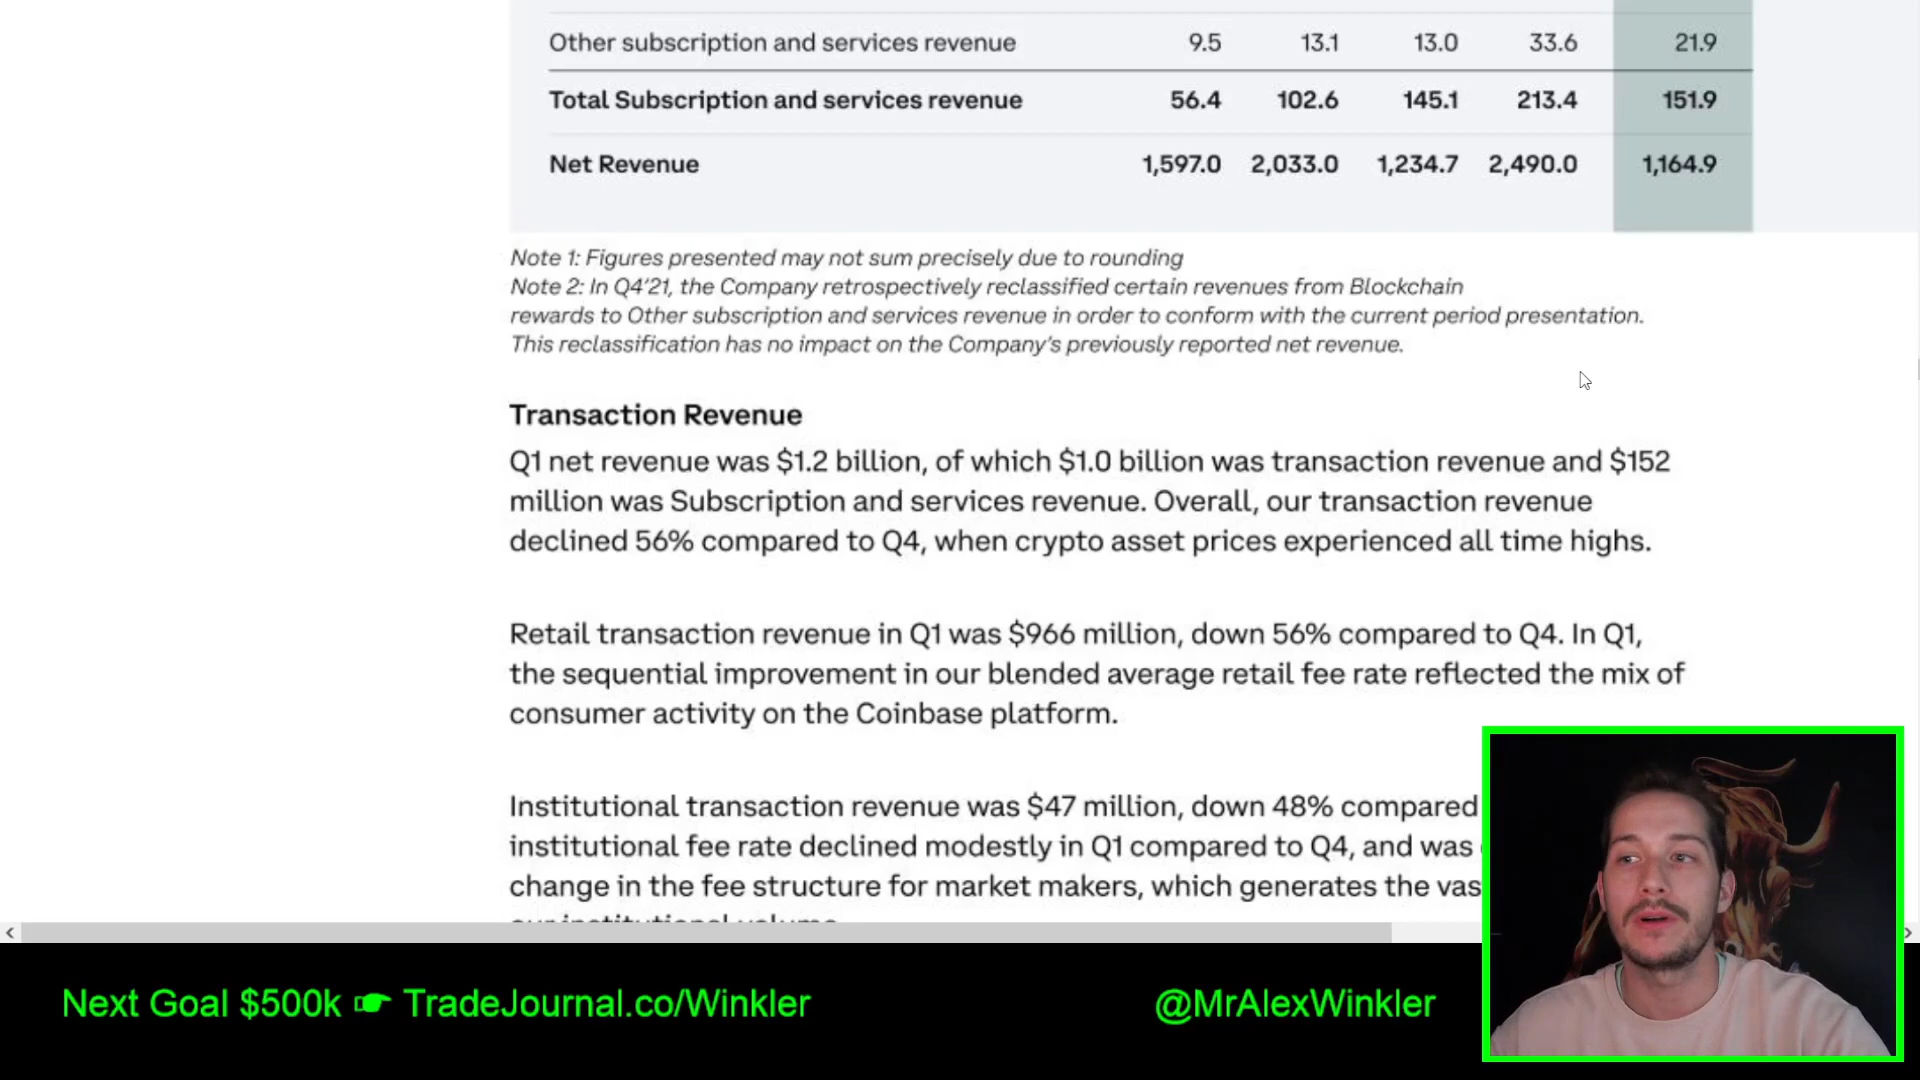 Other subscription and services revenue 9.5 13.1 13.0 33.6 21.9
Total Subscription and services revenue 56.4 102.6 145.1 213.4 151.9
Net Revenue 1,597.0 2,033.0 1,234.7 2,490.0 1,164.9
Note 1: Figures presented may not sum precisely due to rounding
Note 2: In Q4'21, the Company retrospectively reclassified certain revenues from Blockchain
rewards to Other subscription and services revenue in order to conform with the current period presentation.
This reclassification has no impact on the Company's previously reported net revenue.
Transaction Revenue
Q1 net revenue was $1.2 billion, of which $1.0 billion was transaction revenue and $152
million was Subscription and services revenue. Overall, our transaction revenue
declined 56% compared to Q4, when crypto asset prices experienced all time highs.
Retail transaction revenue in Q1 was $966 million, down 56% compared to Q4. In Q1,
the sequential improvement in our blended average retail fee rate reflected the mix of
consumer activity on the Coinbase platform.
Institutional transaction revenue was $47 million, down 48% compared
institutional fee rate declined modestly in Q1 compared to Q4, and was
change in the fee structure for market makers, which generates the vas
our institutional volume.
Next Goal $500k 👉 TradeJournal.co/Winkler
@MrAlexWinkler